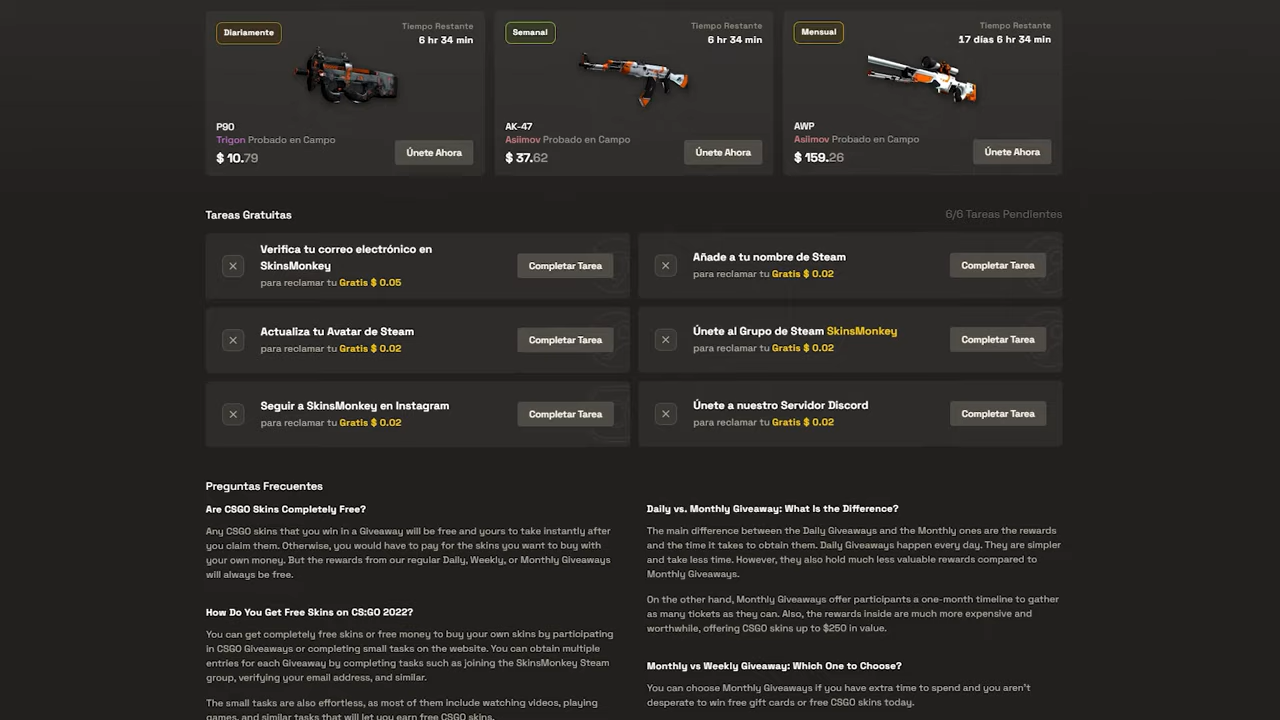 Diariamente
Tiempo Restante
6 hr 34 min
P90
Trigon Probado en Campo
$ 10.79
Únete Ahora
Semanal
Tiempo Restante
6 hr 34 min
AK-47
Asiimov Probado en Campo
$ 37.62
Únete Ahora
Mensual
Tiempo Restante
17 días 6 hr 34 min
AWP
Asiimov Probado en Campo
$ 159.26
Únete Ahora
Tareas Gratuitas
6/6 Tareas Pendientes
Verifica tu correo electrónico en
SkinsMonkey
para reclamar tu Gratis $ 0.05
Completar Tarea
Añade a tu nombre de Steam
para reclamar tu Gratis $ 0.02
Completar Tarea
Actualiza tu Avatar de Steam
para reclamar tu Gratis $ 0.02
Completar Tarea
Únete al Grupo de Steam SkinsMonkey
para reclamar tu Gratis $ 0.02
Completar Tarea
Seguir a SkinsMonkey en Instagram
para reclamar tu Gratis $ 0.02
Completar Tarea
Únete a nuestro Servidor Discord
para reclamar tu Gratis $ 0.02
Completar Tarea
Preguntas Frecuentes
Are CSGO Skins Completely Free?
Any CSGO skins that you win in a Giveaway will be free and yours to take instantly after
you claim them. Otherwise, you would have to pay for the skins you want to buy with
your own money. But the rewards from our regular Daily, Weekly, or Monthly Giveaways
will always be free.
How Do You Get Free Skins on CS:GO 2022?
You can get completely free skins or free money to buy your own skins by participating
in CSGO Giveaways or completing small tasks on the website. You can obtain multiple
entries for each Giveaway by completing tasks such as joining the SkinsMonkey Steam
group, verifying your email address, and similar.
The small tasks are also effortless, as most of them include watching videos, playing
games, and similar tasks that will let you earn free CSGO skins.
Daily vs. Monthly Giveaway: What Is the Difference?
The main difference between the Daily Giveaways and the Monthly ones are the rewards
and the time it takes to obtain them. Daily Giveaways happen every day. They are simpler
and take less time. However, they also hold much less valuable rewards compared to
Monthly Giveaways.
On the other hand, Monthly Giveaways offer participants a one-month timeline to gather
as many tickets as they can. Also, the rewards inside are much more expensive and
worthwhile, offering CSGO skins up to $250 in value.
Monthly vs Weekly Giveaway: Which One to Choose?
You can choose Monthly Giveaways if you have extra time to spend and you aren't
desperate to win free gift cards or free CSGO skins today.